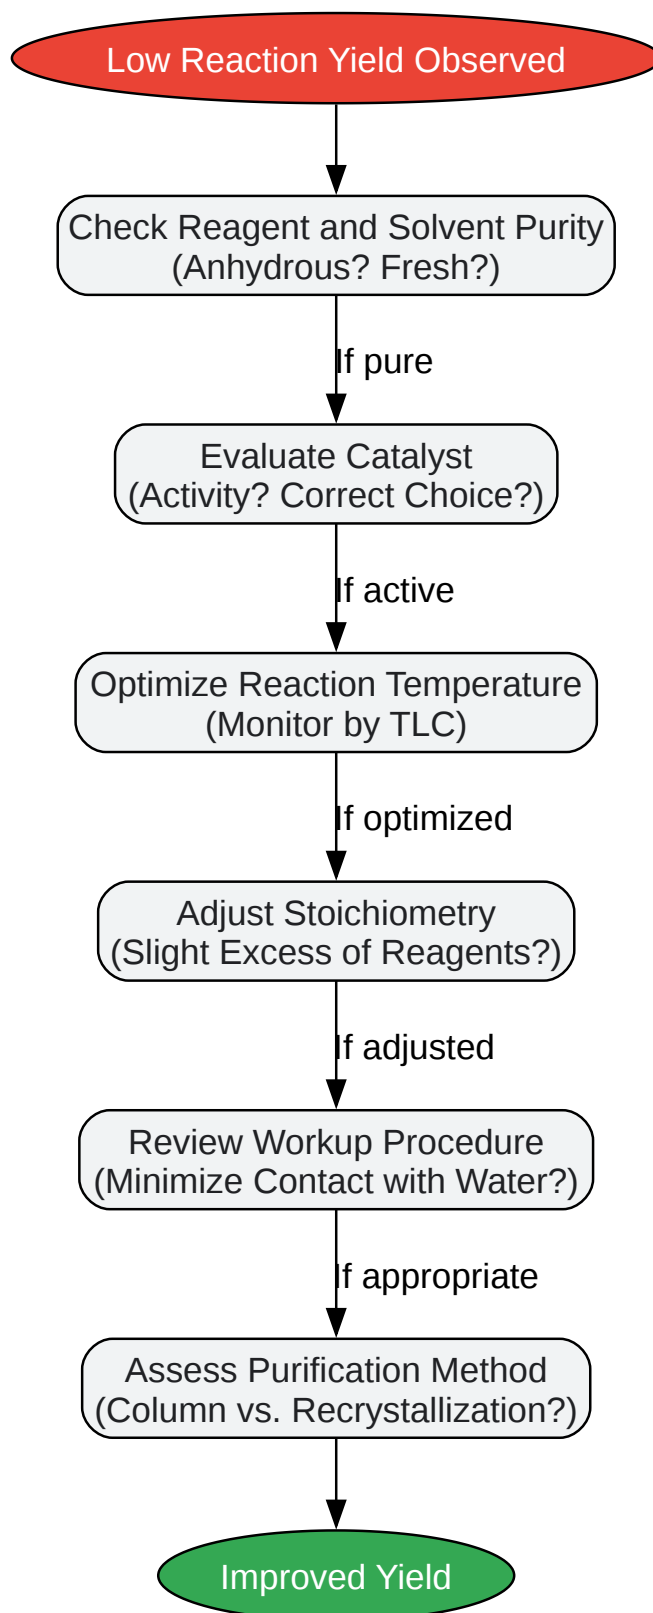 Low Reaction Yield Observed
Check Reagent and Solvent Purity
(Anhydrous? Fresh?)
If pure
Evaluate Catalyst
(Activity? Correct Choice?)
If active
Optimize Reaction Temperature
(Monitor by TLC)
If optimized
Adjust Stoichiometry
(Slight Excess of Reagents?)
If adjusted
Review Workup Procedure
(Minimize Contact with Water?)
If appropriate
Assess Purification Method
(Column vs. Recrystallization?)
Improved Yield